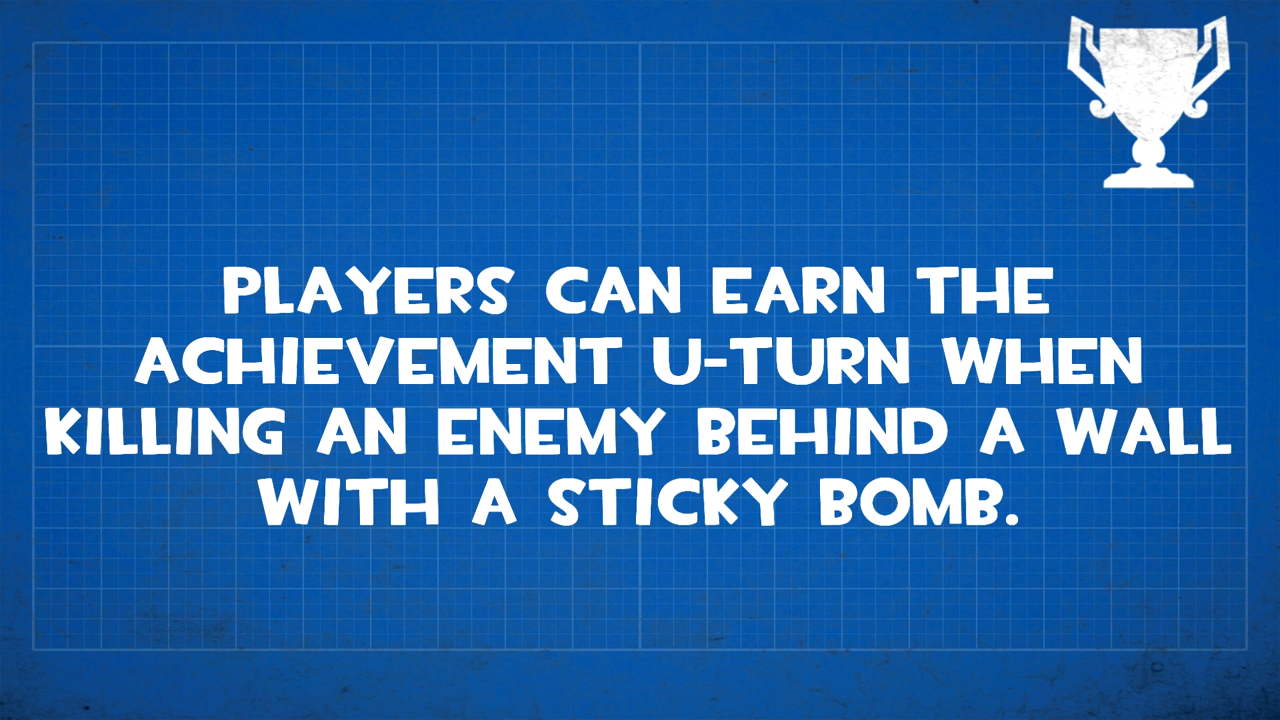 PLAYERS CAN EARN THE
ACHIEVEMENT U-TURN WHEN
KILLING AN ENEMY BEHIND A WALL
WITH A STICKY BOMB.